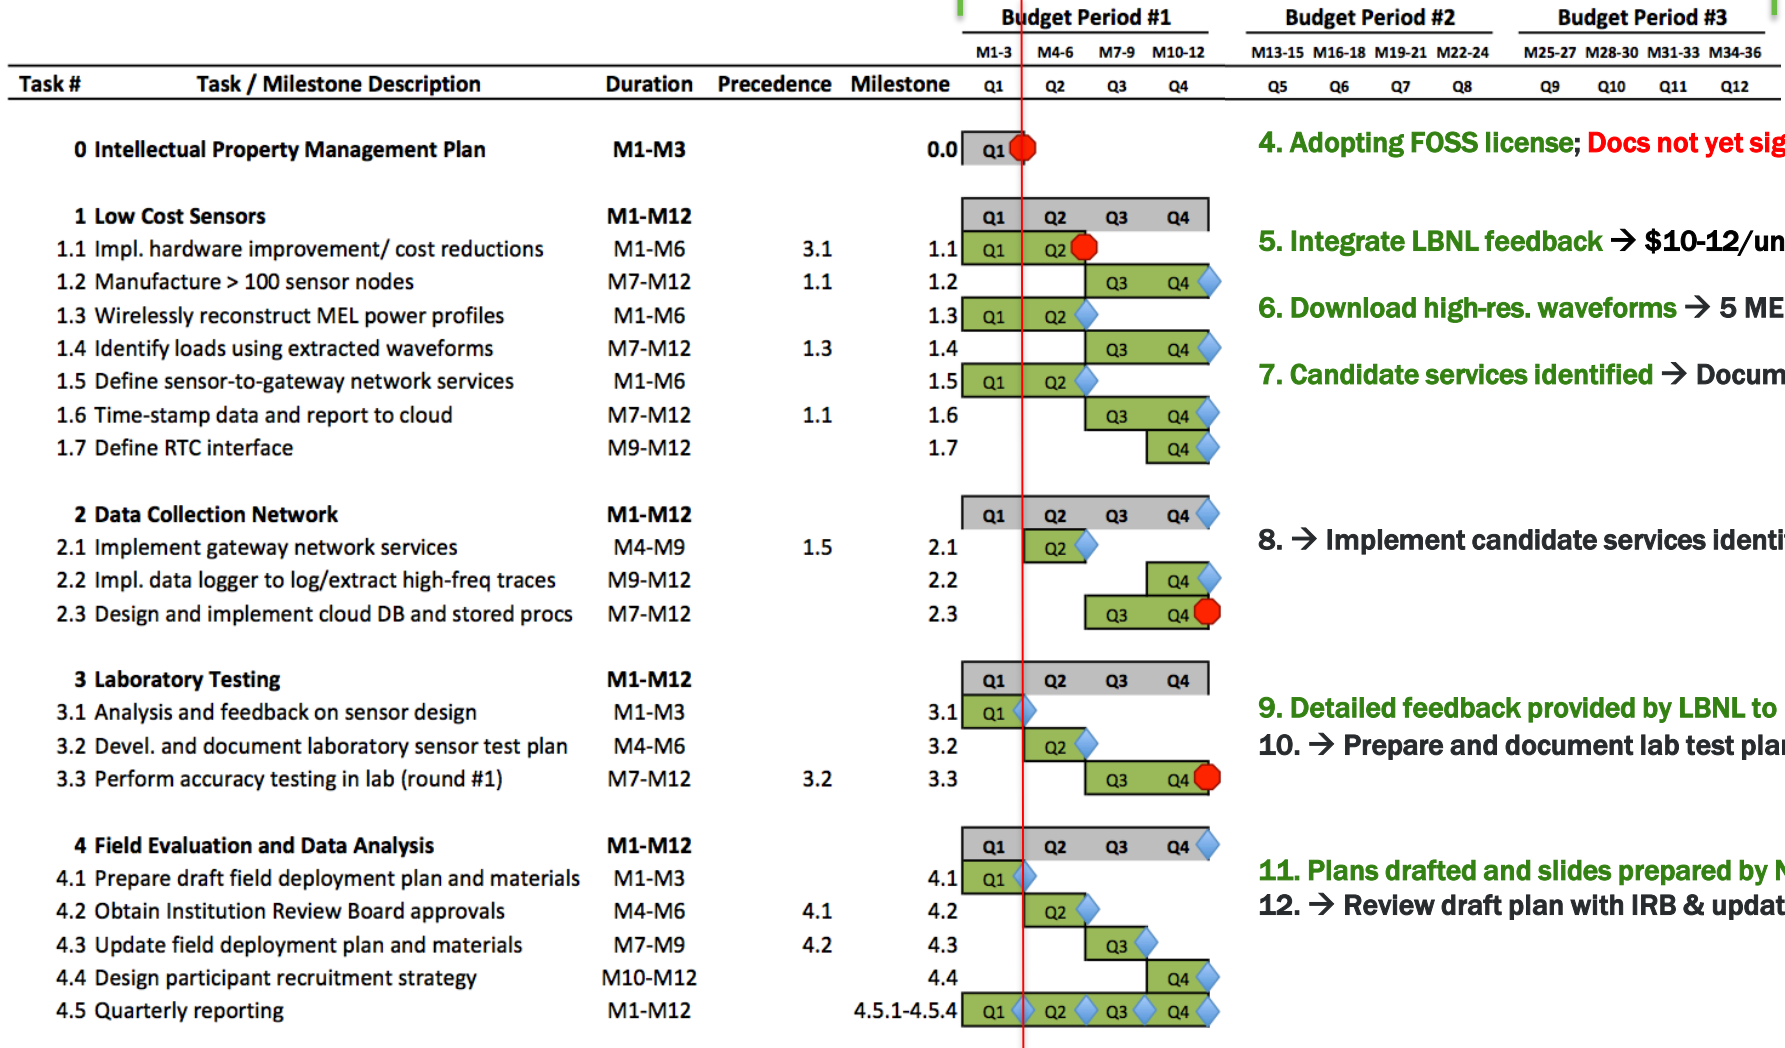 Budget Period #1 Budget Period #2 Budget Period #3
M1-3 M4-6 M7-9 M10-12 M13-15 M16-18 M19-21 M22-24 M25-27 M28-30 M31-33 M34-36
Task # Task / Milestone Description Duration Precedence Milestone Q1 Q2 Q3 Q4 Q5 Q6 Q7 Q8 Q9 Q10 Q11 Q12
0 Intellectual Property Management Plan M1-M3 0.0 Q1 4. Adopting FOSS license; Docs not yet sig
1 Low Cost Sensors M1-M12 Q1 Q2 Q3 Q4
1.1 Impl. hardware improvement/ cost reductions M1-M6 3.1 1.1 Q1 Q2 5. Integrate LBNL feedback → $10-12/un
1.2 Manufacture > 100 sensor nodes M7-M12 1.1 1.2 Q3 Q4
1.3 Wirelessly reconstruct MEL power profiles M1-M6 1.3 Q1 Q2 6. Download high-res. waveforms → 5 ME
1.4 Identify loads using extracted waveforms M7-M12 1.3 1.4 Q3 Q4
1.5 Define sensor-to-gateway network services M1-M6 1.5 Q1 Q2 7. Candidate services identified → Docum
1.6 Time-stamp data and report to cloud M7-M12 1.1 1.6 Q3 Q4
1.7 Define RTC interface M9-M12 1.7 Q4
2 Data Collection Network M1-M12 Q1 Q2 Q3 Q4
2.1 Implement gateway network services M4-M9 1.5 2.1 Q2 8. → Implement candidate services identif
2.2 Impl. data logger to log/extract high-freq traces M9-M12 2.2 Q4
2.3 Design and implement cloud DB and stored procs M7-M12 2.3 Q3 Q4
3 Laboratory Testing M1-M12 Q1 Q2 Q3 Q4
3.1 Analysis and feedback on sensor design M1-M3 3.1 Q1 9. Detailed feedback provided by LBNL to
3.2 Devel. and document laboratory sensor test plan M4-M6 3.2 Q2 10. → Prepare and document lab test plan
3.3 Perform accuracy testing in lab (round #1) M7-M12 3.2 3.3 Q3 Q4
4 Field Evaluation and Data Analysis M1-M12 Q1 Q2 Q3 Q4
4.1 Prepare draft field deployment plan and materials M1-M3 4.1 Q1 11. Plans drafted and slides prepared by N
4.2 Obtain Institution Review Board approvals M4-M6 4.1 4.2 Q2 12. → Review draft plan with IRB & updat
4.3 Update field deployment plan and materials M7-M9 4.2 4.3 Q3
4.4 Design participant recruitment strategy M10-M12 4.4 Q4
4.5 Quarterly reporting M1-M12 4.5.1-4.5.4 Q1 Q2 Q3 Q4